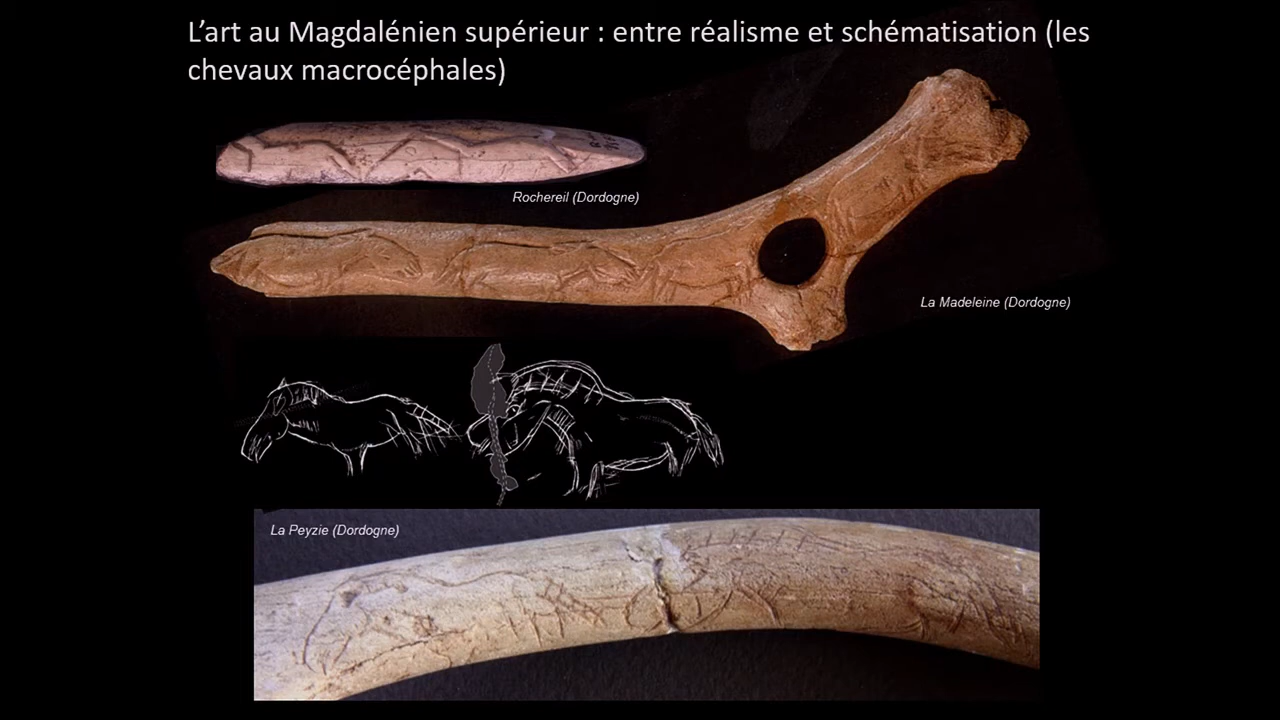 L’art au Magdalénien supérieur : entre réalisme et schématisation (les
chevaux macrocéphales)
Rochereil (Dordogne)
La Madeleine (Dordogne)
La Peyzie (Dordogne)